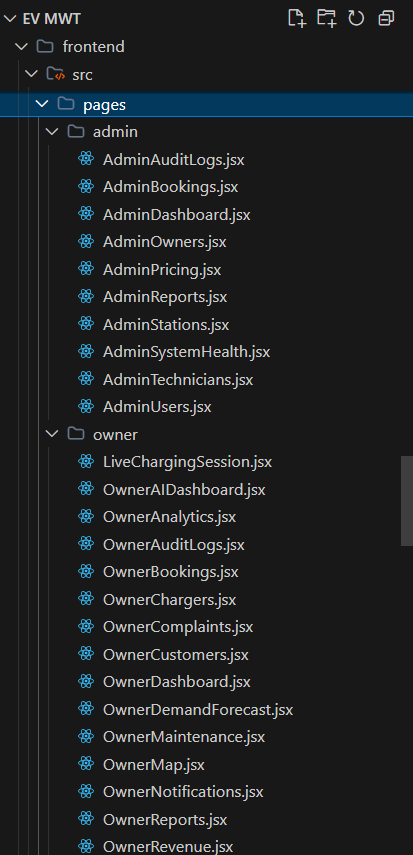 EV MWT
frontend
src
pages
admin
AdminAuditLogs.jsx
AdminBookings.jsx
AdminDashboard.jsx
AdminOwners.jsx
AdminPricing.jsx
AdminReports.jsx
AdminStations.jsx
AdminSystemHealth.jsx
AdminTechnicians.jsx
AdminUsers.jsx
owner
LiveChargingSession.jsx
OwnerAIDashboard.jsx
OwnerAnalytics.jsx
OwnerAuditLogs.jsx
OwnerBookings.jsx
OwnerChargers.jsx
OwnerComplaints.jsx
OwnerCustomers.jsx
OwnerDashboard.jsx
OwnerDemandForecast.jsx
OwnerMaintenance.jsx
OwnerMap.jsx
OwnerNotifications.jsx
OwnerReports.jsx
OwnerRevenue.jsx